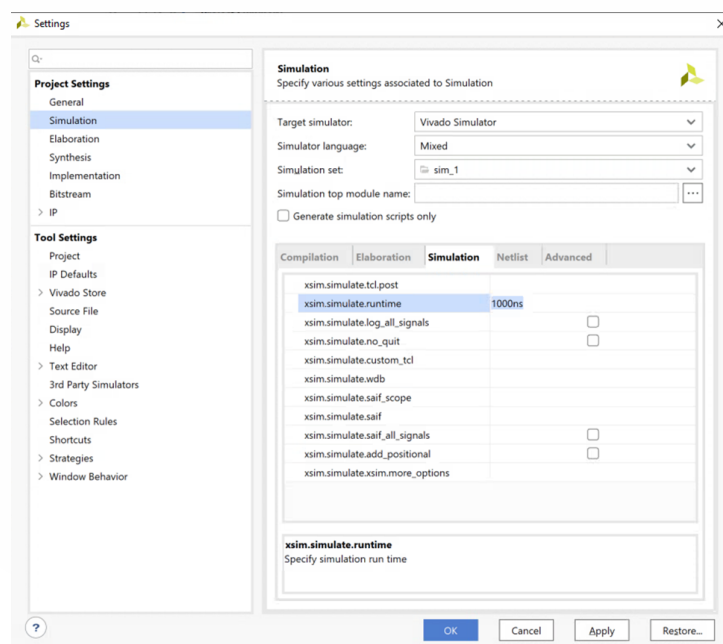 Settings
Project Settings
General
Simulation
Elaboration
Synthesis
Implementation
Bitstream
IP
Tool Settings
Project
IP Defaults
Vivado Store
Source File
Display
Help
Text Editor
3rd Party Simulators
Colors
Selection Rules
Shortcuts
Strategies
Window Behavior
Simulation
Specify various settings associated to Simulation
Target simulator: Vivado Simulator
Simulator language: Mixed
Simulation set: sim_1
Simulation top module name: ...
Generate simulation scripts only
Compilation Elaboration Simulation Netlist Advanced
xsim.simulate.tcl.post
xsim.simulate.runtime 1000ns
xsim.simulate.log_all_signals
xsim.simulate.no_quit
xsim.simulate.custom_tcl
xsim.simulate.wdb
xsim.simulate.saif_scope
xsim.simulate.saif
xsim.simulate.saif_all_signals
xsim.simulate.add_positional
xsim.simulate.xsim.more_options
xsim.simulate.runtime
Specify simulation run time
? OK Cancel Apply Restore...